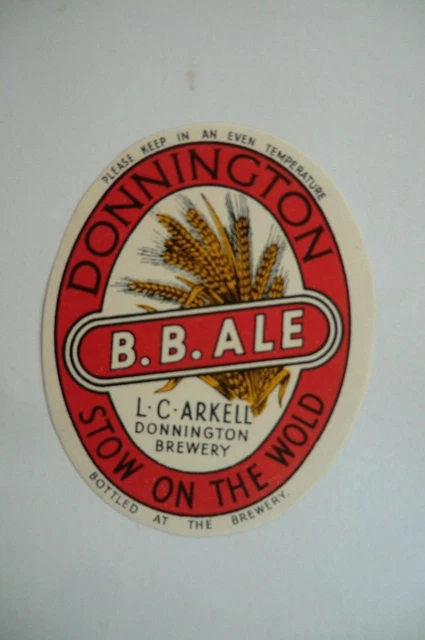 PLEASE KEEP IN AN EVEN TEMPERATURE
DONNINGTON
B.B. ALE
L·C·ARKELL
DONNINGTON
BREWERY
STOW ON THE WOLD
BOTTLED AT THE BREWERY.